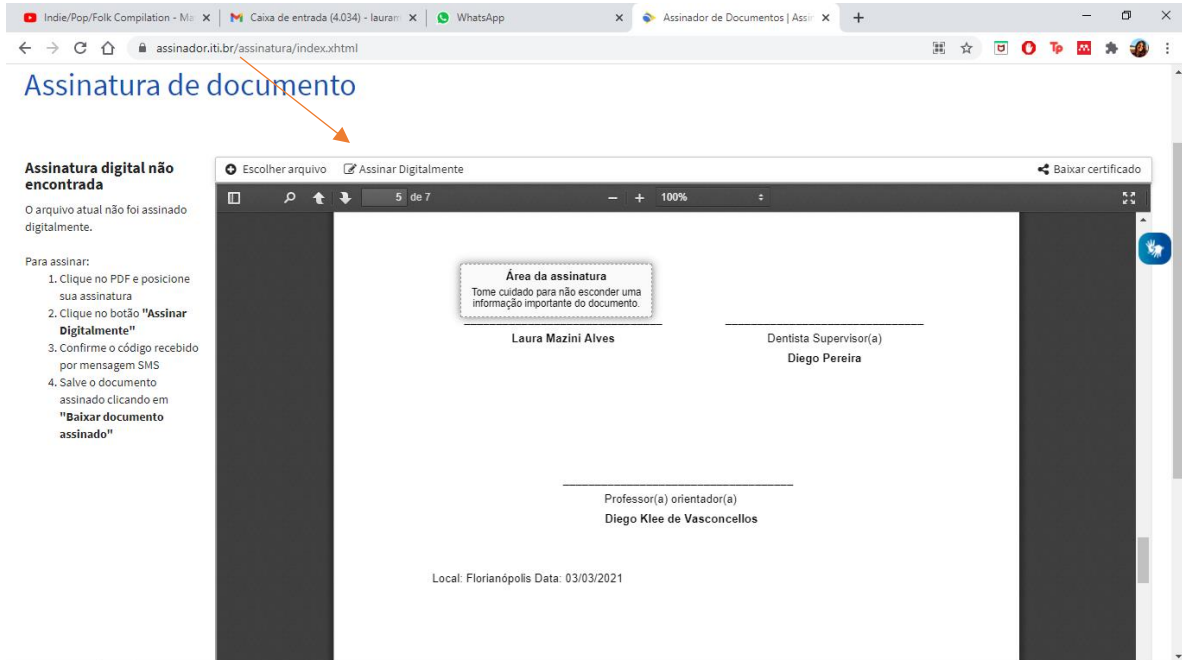 Indie/Pop/Folk Compilation - Ma
Caixa de entrada (4.034) - lauram
WhatsApp
Assinador de Documentos | Assin
assinador.iti.br/assinatura/index.xhtml
Assinatura de documento
Assinatura digital não
encontrada
O arquivo atual não foi assinado
digitalmente.
Para assinar:
1. Clique no PDF e posicione
sua assinatura
2. Clique no botão "Assinar
Digitalmente"
3. Confirme o código recebido
por mensagem SMS
4. Salve o documento
assinado clicando em
"Baixar documento
assinado"
Escolher arquivo Assinar Digitalmente Baixar certificado
5 de 7 100%
Área da assinatura
Tome cuidado para não esconder uma
informação importante do documento.
Laura Mazini Alves
Dentista Supervisor(a)
Diego Pereira
Professor(a) orientador(a)
Diego Klee de Vasconcellos
Local: Florianópolis Data: 03/03/2021